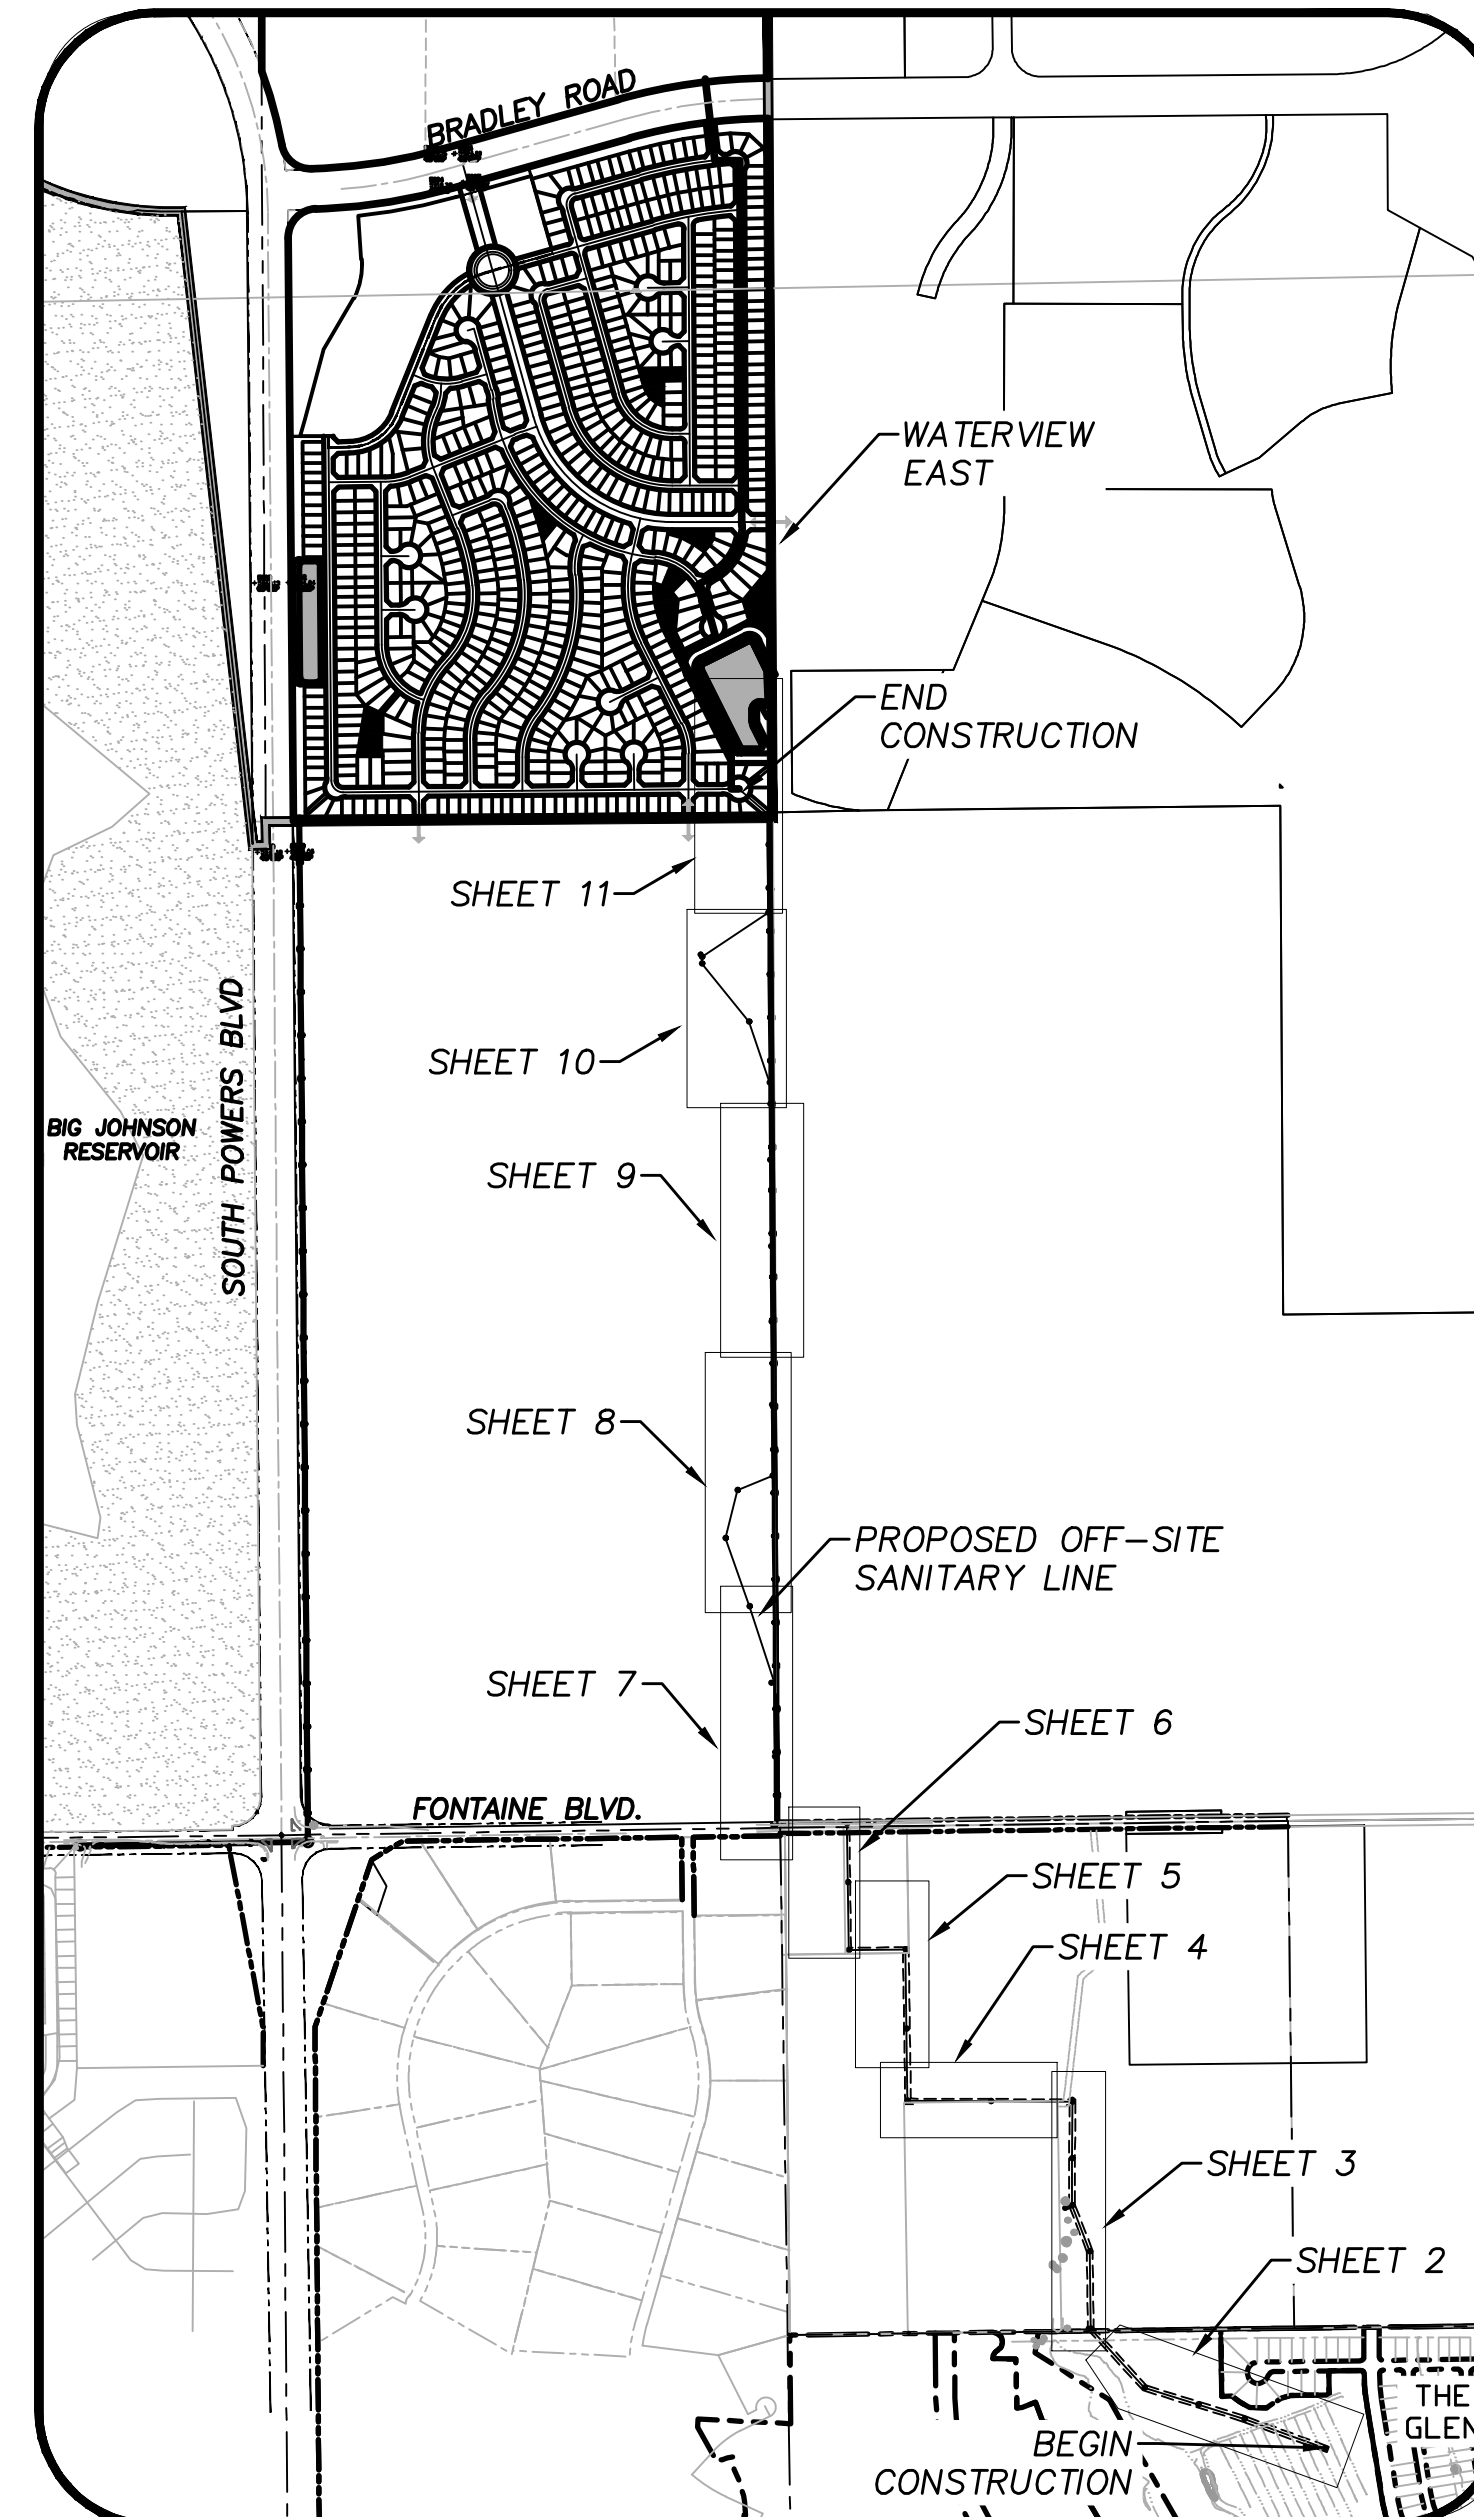 BRADLEY ROAD
WATERVIEW
EAST
END
CONSTRUCTION
SHEET 11
SOUTH POWERS BLVD
SHEET 10
BIG JOHNSON
RESERVOIR
SHEET 9
SHEET 8
PROPOSED OFF-SITE
SANITARY LINE
SHEET 7
SHEET 6
FONTAINE BLVD.
SHEET 5
SHEET 4
SHEET 3
SHEET 2
THE
GLEN
BEGIN
CONSTRUCTION